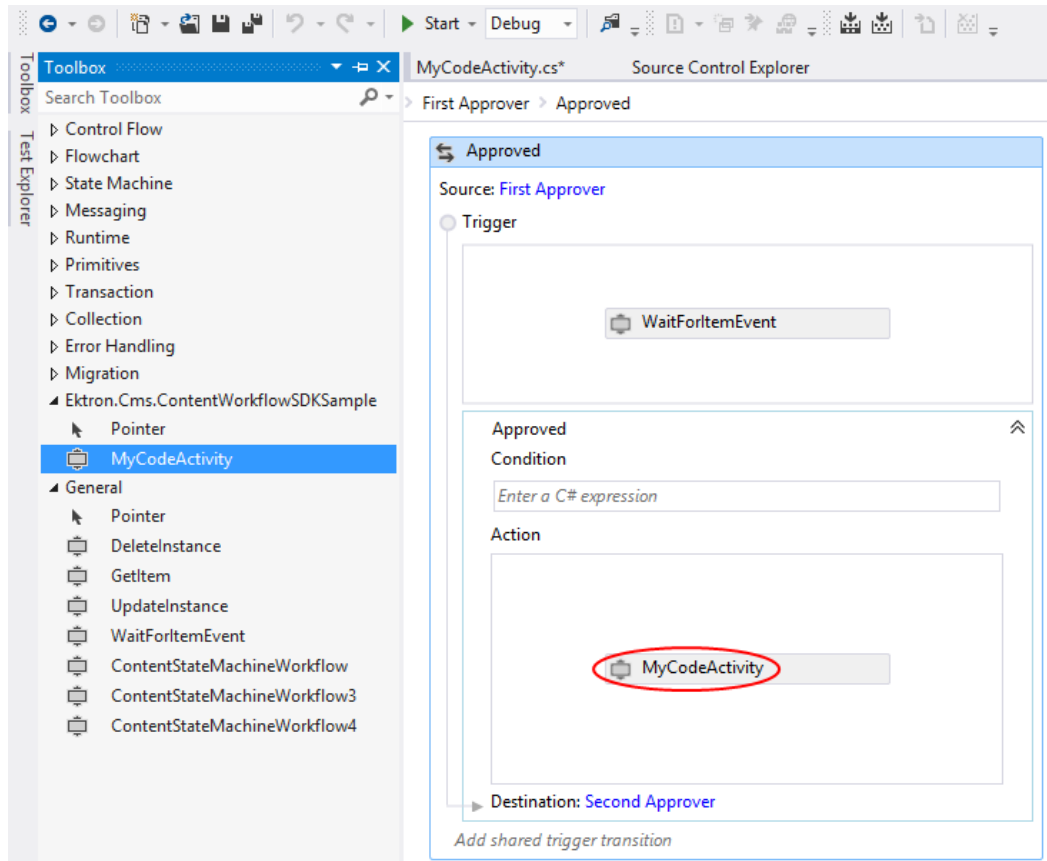 Start
Debug
Toolbox
Test Explorer
Toolbox
MyCodeActivity.cs*
Source Control Explorer
Search Toolbox
First Approver
Approved
Control Flow
Flowchart
State Machine
Messaging
Runtime
Primitives
Transaction
Collection
Error Handling
Migration
Ektron.Cms.ContentWorkflowSDKSample
Pointer
MyCodeActivity
General
Pointer
DeleteInstance
GetItem
UpdateInstance
WaitForItemEvent
ContentStateMachineWorkflow
ContentStateMachineWorkflow3
ContentStateMachineWorkflow4
Approved
Source: First Approver
Trigger
WaitForItemEvent
Approved
Condition
Enter a C# expression
Action
MyCodeActivity
Destination: Second Approver
Add shared trigger transition